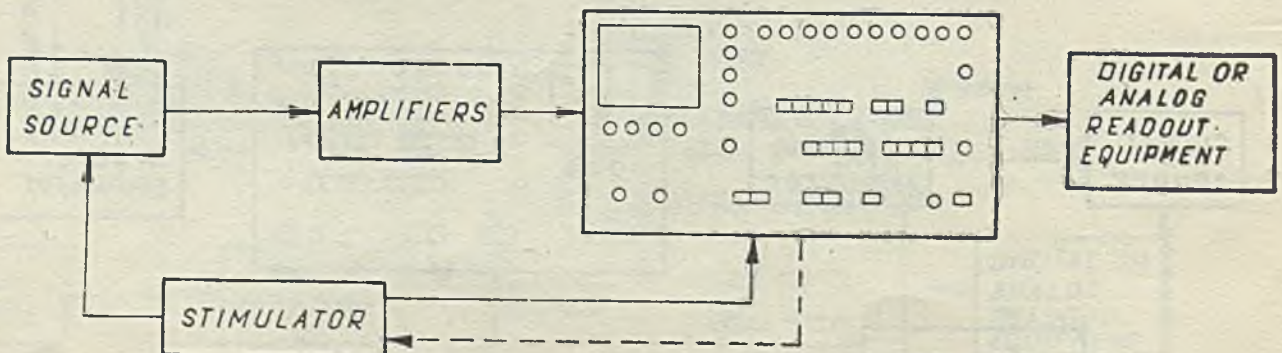 SIGNAL
SOURCE
AMPLIFIERS
DIGITAL OR
ANALOG
READOUT
EQUIPMENT
STIMULATOR